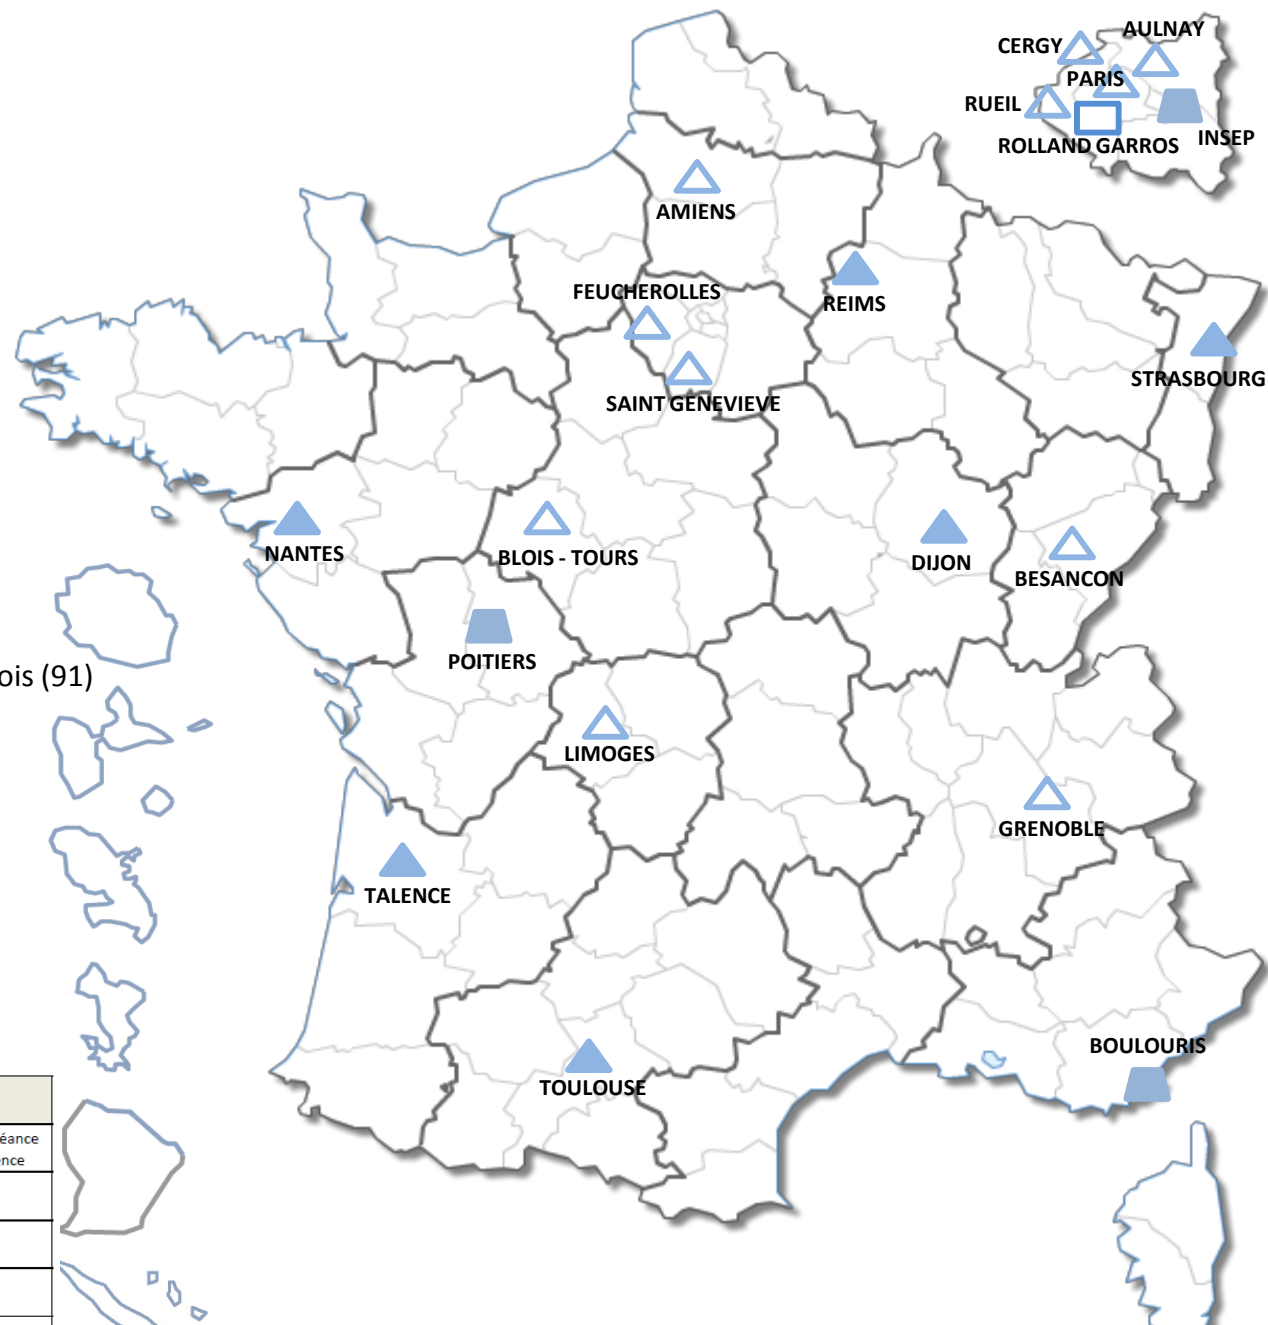 AULNAY
CERGY
PARIS
RUEIL
INSEP
ROLLAND GARROS
AMIENS
FEUCHEROLLES
REIMS
STRASBOURG
SAINT GENEVIEVE
NANTES
BLOIS - TOURS
DIJON
BESANCON
POITIERS
ois (91)
LIMOGES
GRENOBLE
TALENCE
BOULOURIS
TOULOUSE
éance
ence